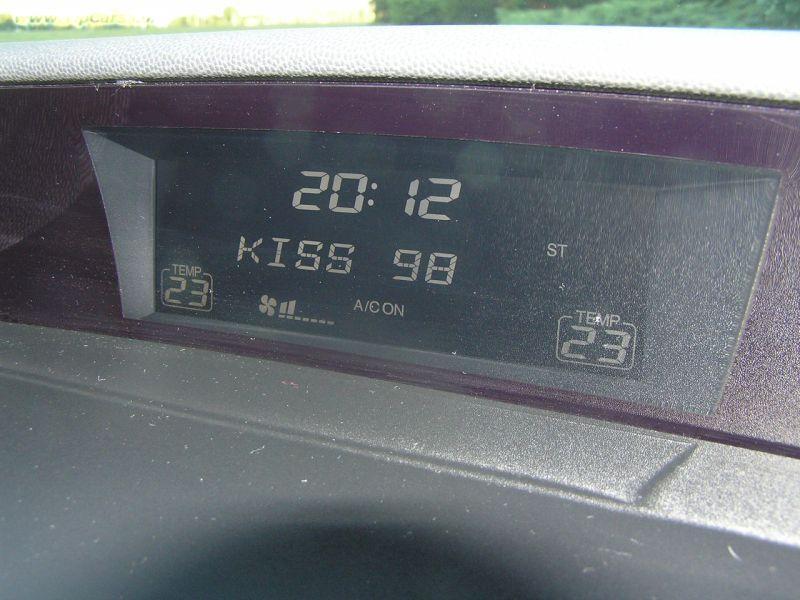 20:12
KISS 98
ST
TEMP
23
A/C ON
TEMP
23